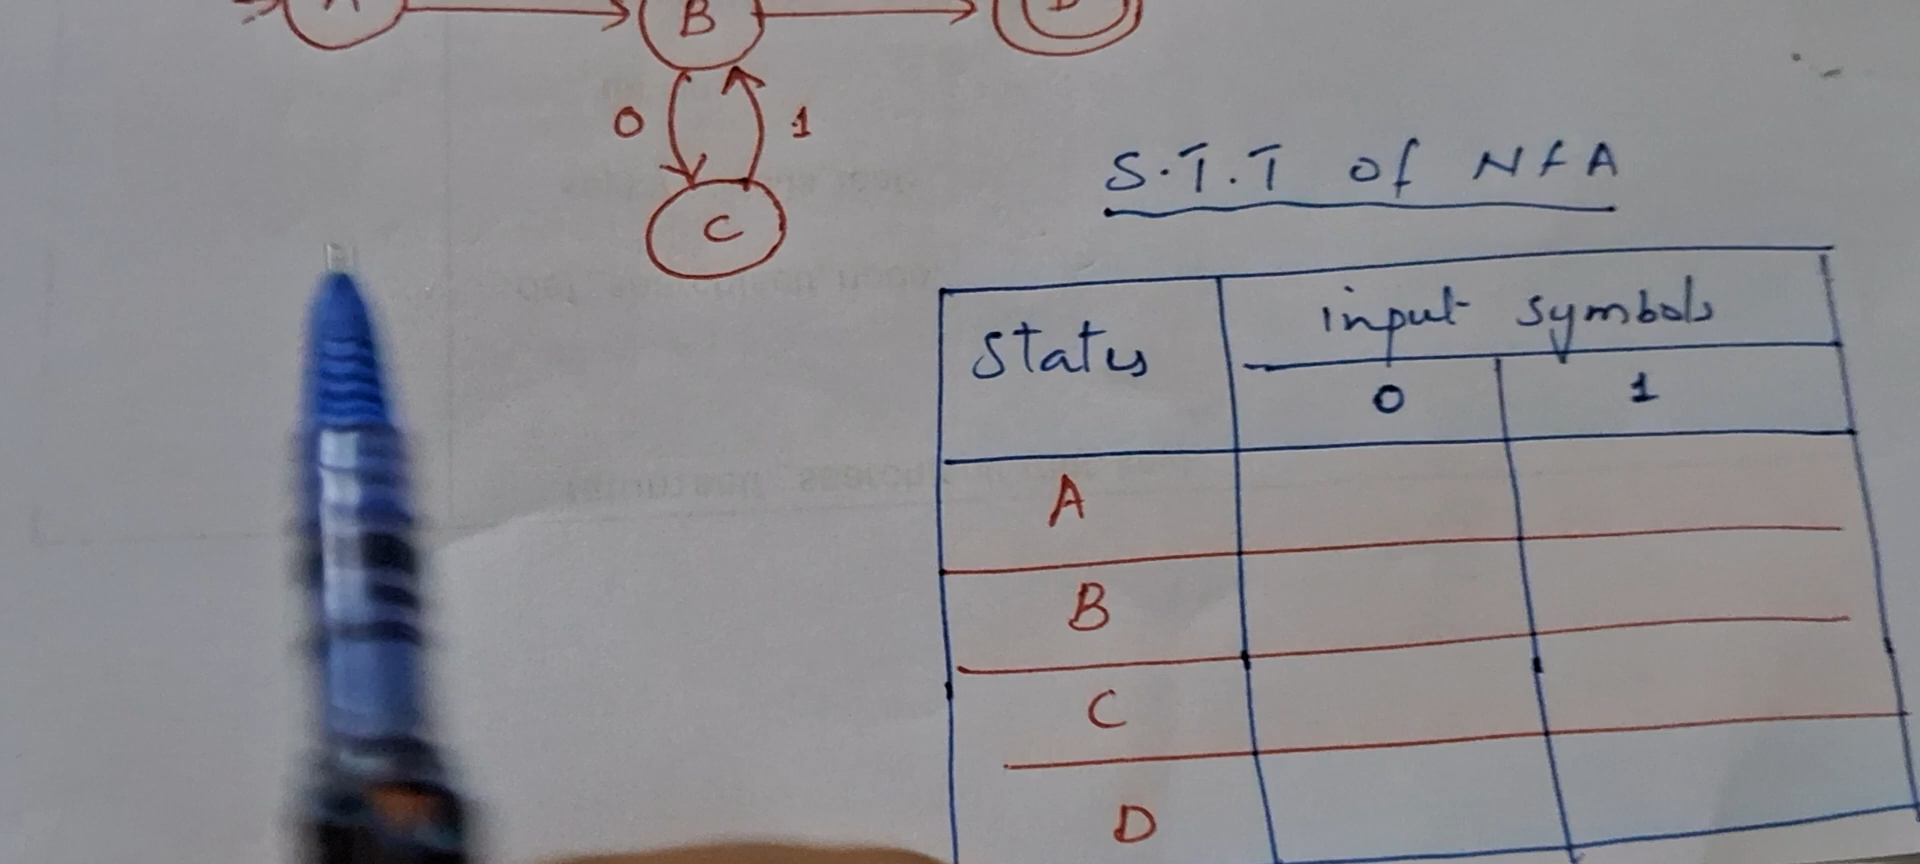 A B D
0 1
C
S.T.T of NFA
States input symbols
0 1
A
B
C
D